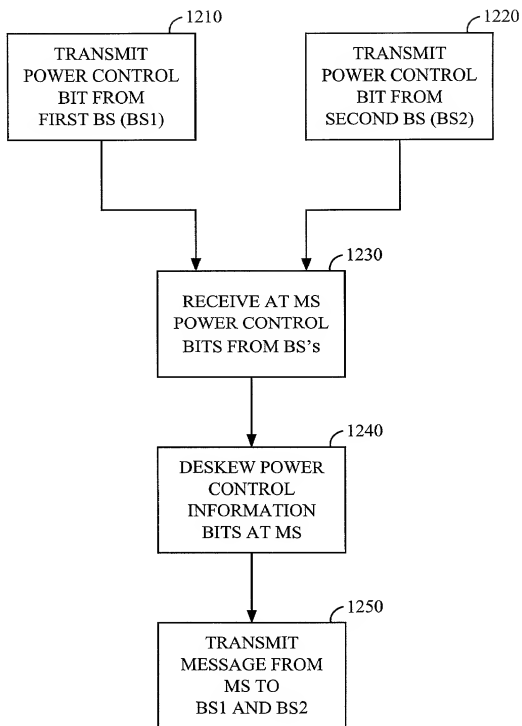 1210
TRANSMIT
POWER CONTROL
BIT FROM
FIRST BS (BS1)
1220
TRANSMIT
POWER CONTROL
BIT FROM
SECOND BS (BS2)
1230
RECEIVE AT MS
POWER CONTROL
BITS FROM BS's
1240
DESKEW POWER
CONTROL
INFORMATION
BITS AT MS
1250
TRANSMIT
MESSAGE FROM
MS TO
BS1 AND BS2